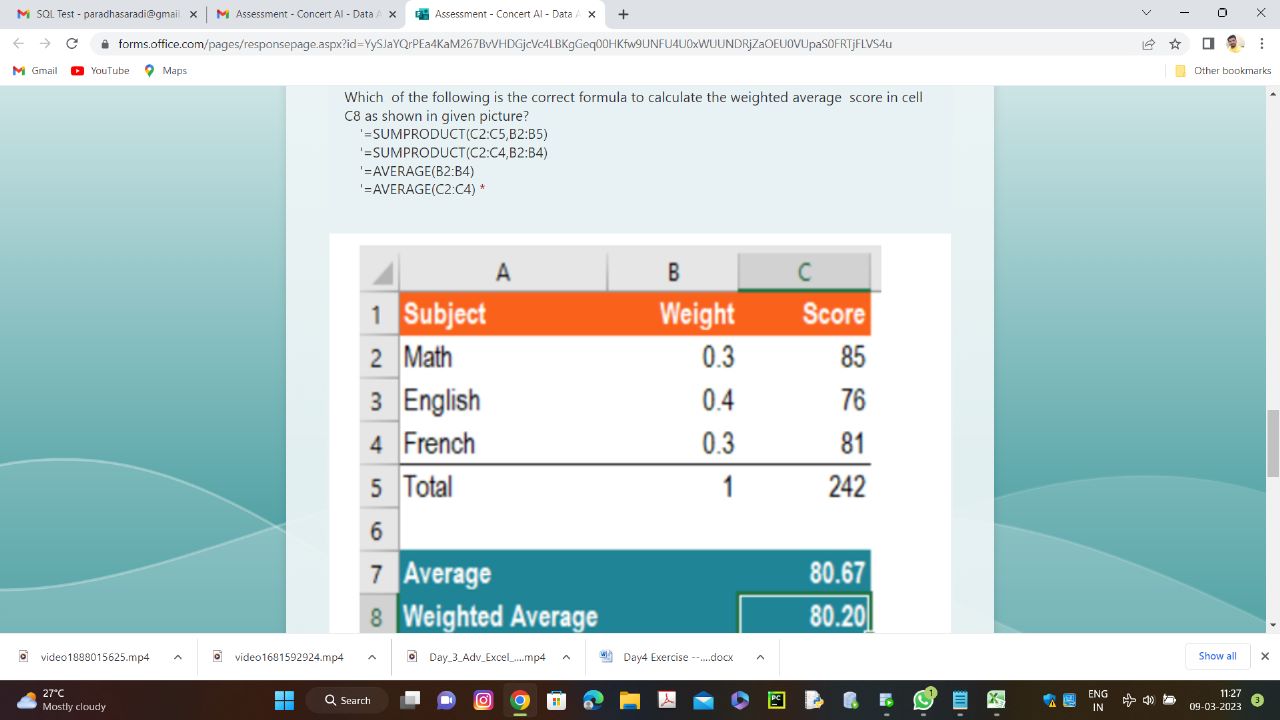 SQL Test - paradhasaradi@gmail
Assessment - Concert AI - Data A
Assessment - Concert AI - Data A
forms.office.com/pages/responsepage.aspx?id=YySJaYQrPEa4KaM267BvVHDGjcVc4LBKgGeq00HKfw9UNFU4U0xWUUNDRjZaOEU0VUpaS0FRTjFLVS4u
Gmail
YouTube
Maps
Other bookmarks
Which of the following is the correct formula to calculate the weighted average score in cell
C8 as shown in given picture?
'=SUMPRODUCT(C2:C5,B2:B5)
'=SUMPRODUCT(C2:C4,B2:B4)
'=AVERAGE(B2:B4)
'=AVERAGE(C2:C4) *
A B C
1 Subject Weight Score
2 Math 0.3 85
3 English 0.4 76
4 French 0.3 81
5 Total 1 242
6
7 Average 80.67
8 Weighted Average 80.20
video1888015625.mp4
video1681592924.mp4
Day_3_Adv_Excel_....mp4
Day4 Exercise --....docx
Show all
27°C
Mostly cloudy
Search
PC
1
ENG
IN
11:27
09-03-2023
3